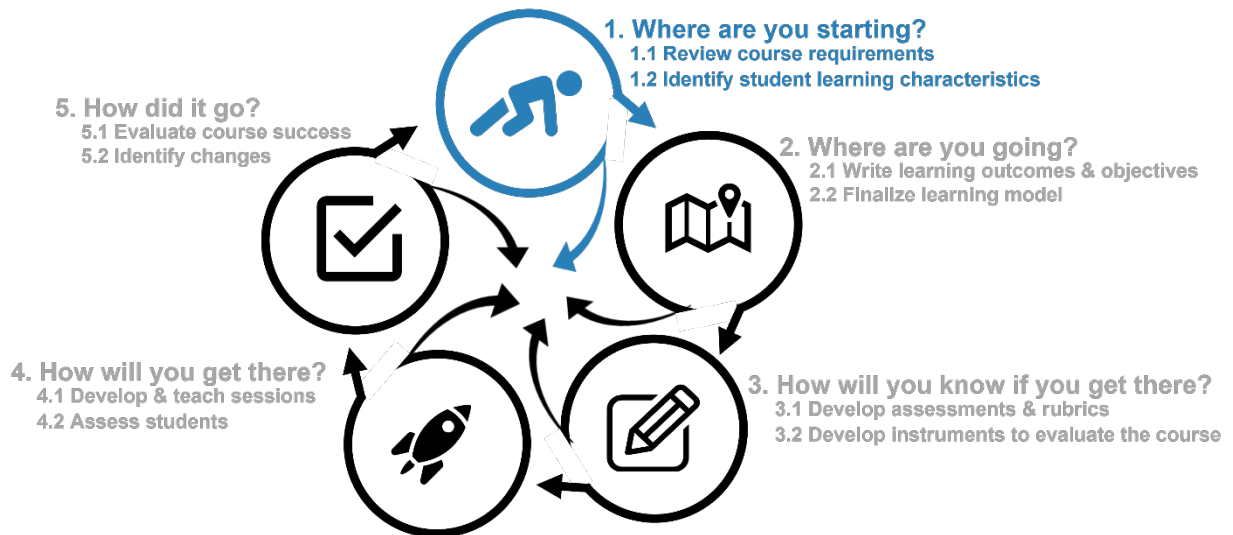 1. Where are you starting?
1.1 Review course requirements
1.2 Identify student learning characteristics
2. Where are you going?
2.1 Write learning outcomes & objectives
2.2 Finalize learning model
3. How will you know if you get there?
3.1 Develop assessments & rubrics
3.2 Develop instruments to evaluate the course
4. How will you get there?
4.1 Develop & teach sessions
4.2 Assess students
5. How did it go?
5.1 Evaluate course success
5.2 Identify changes